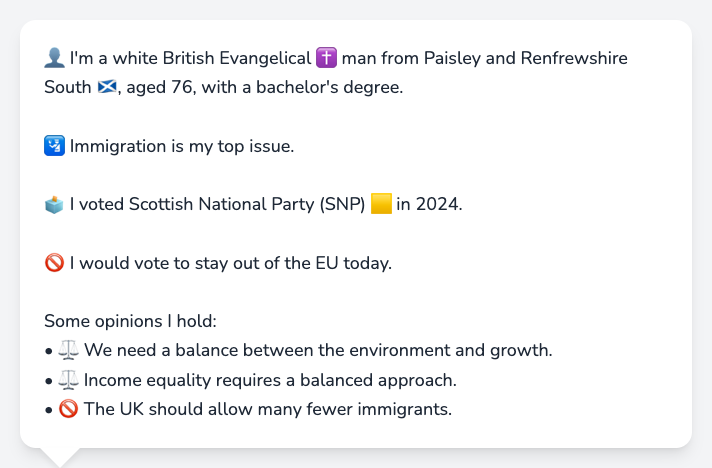 👤 I'm a white British Evangelical ✝️ man from Paisley and Renfrewshire
South 🏴󠁧󠁢󠁳󠁣󠁴󠁿, aged 76, with a bachelor's degree.
🛂 Immigration is my top issue.
🗳️ I voted Scottish National Party (SNP) 🟨 in 2024.
🚫 I would vote to stay out of the EU today.
Some opinions I hold:
• ⚖️ We need a balance between the environment and growth.
• ⚖️ Income equality requires a balanced approach.
• 🚫 The UK should allow many fewer immigrants.